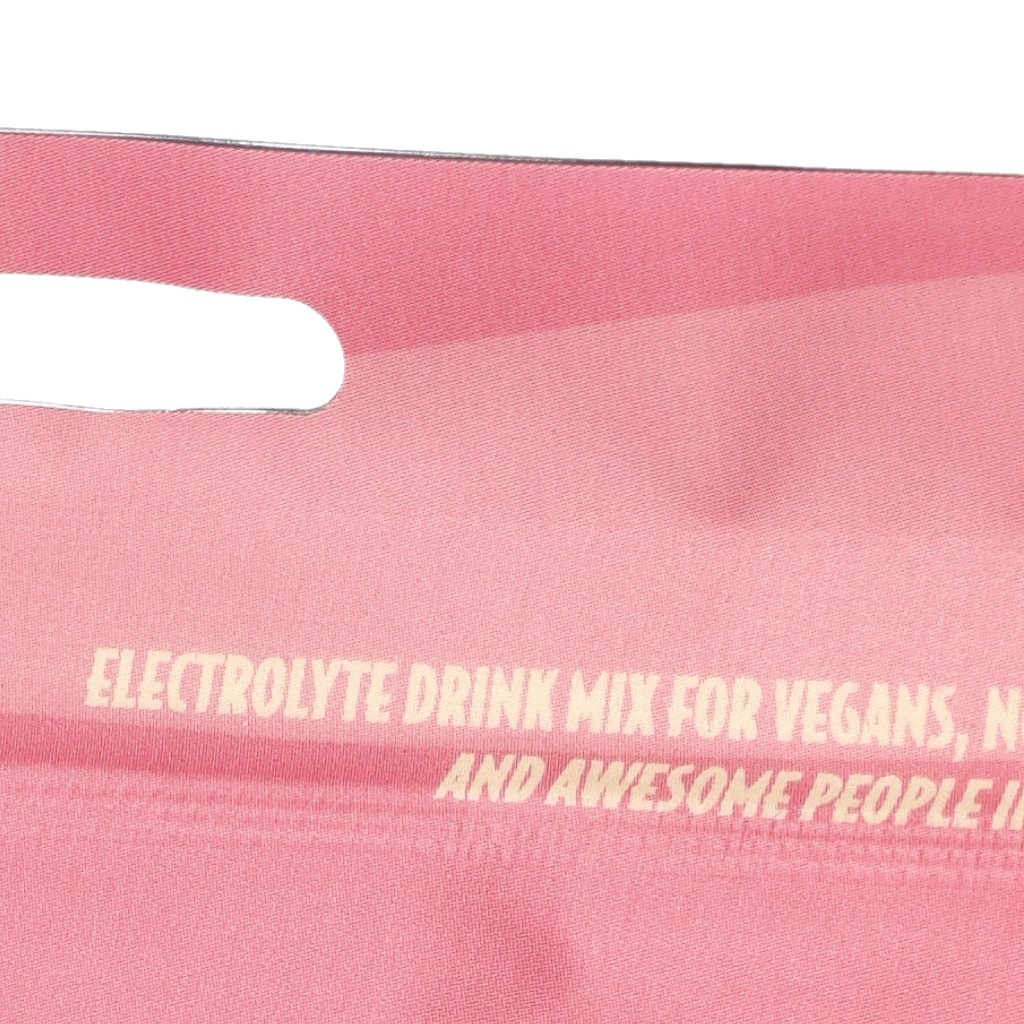 ELECTROLYTE DRINK MIX FOR VEGANS,
AND AWESOME PEOPLE